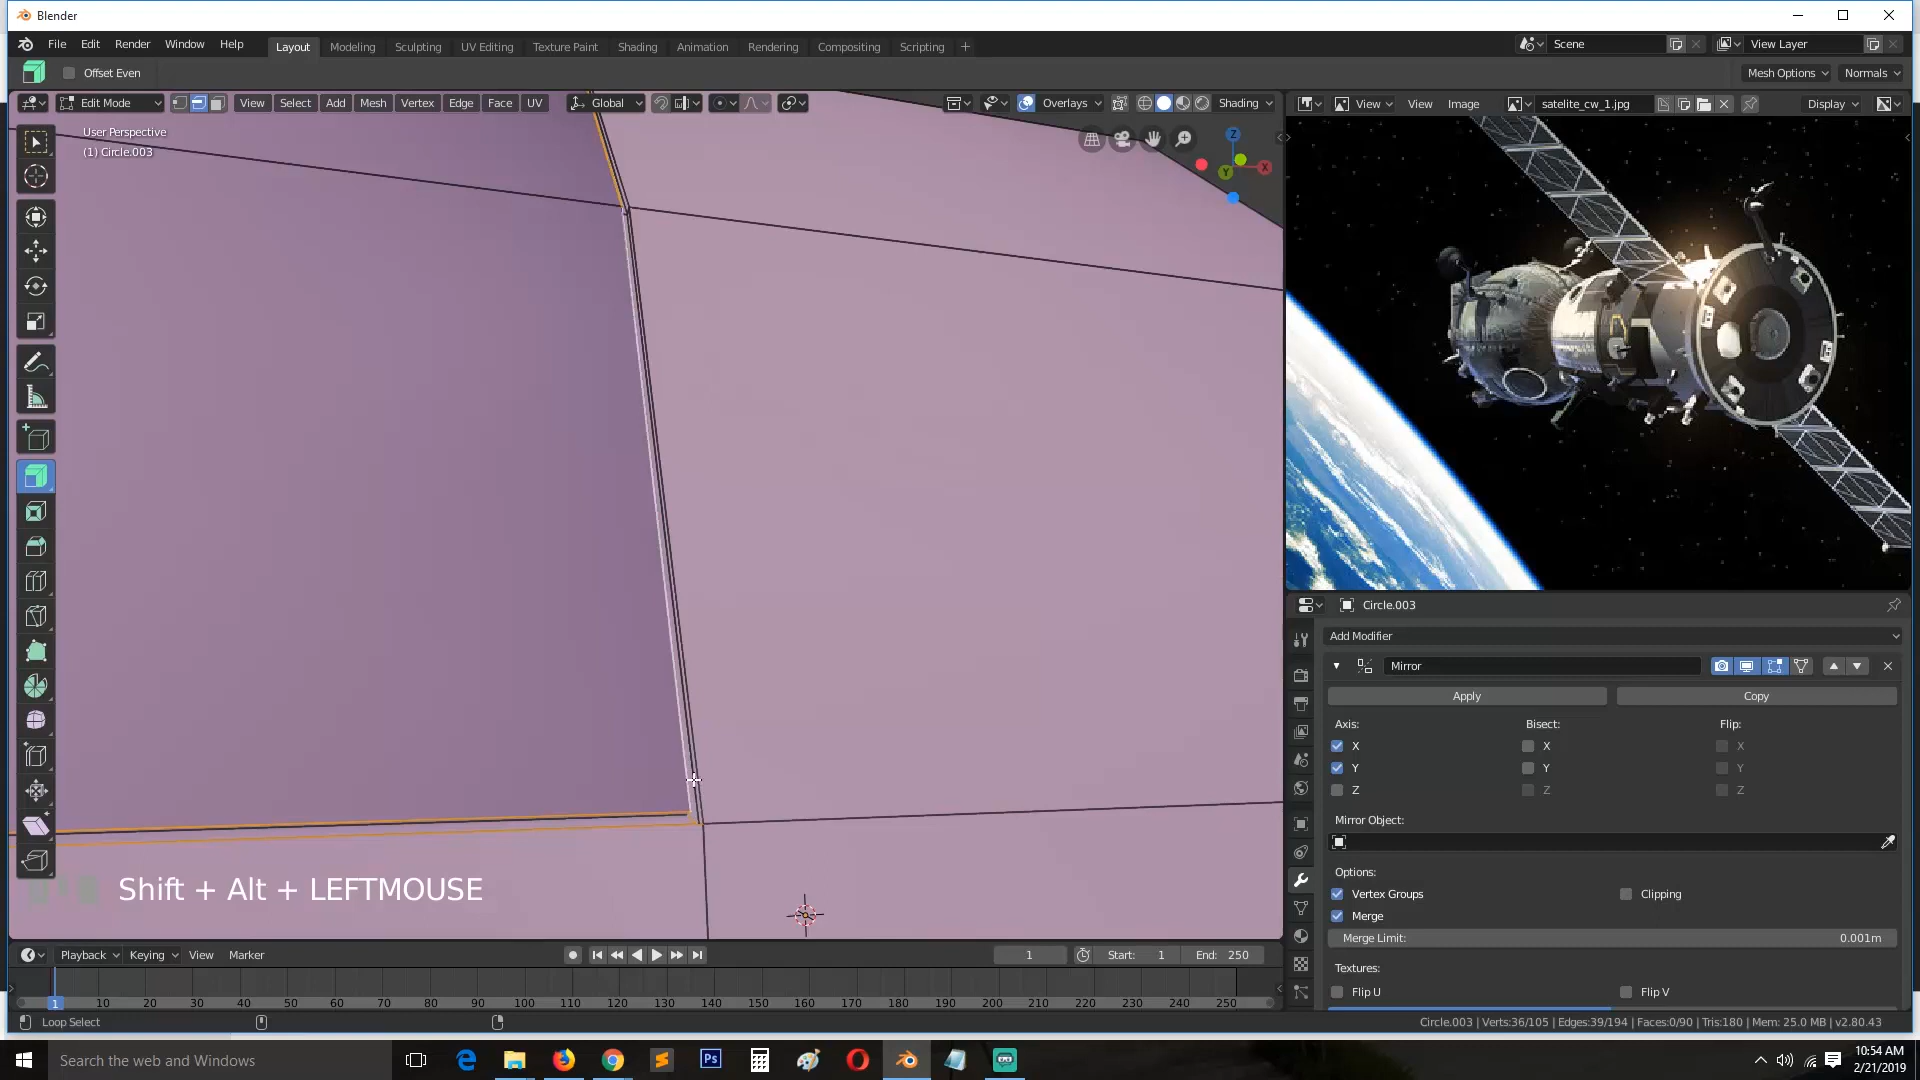 Blender
File Edit Render Window Help Layout Modeling Sculpting UV Editing Texture Paint Shading Animation Rendering Compositing Scripting + Scene View Layer
Offset Even Mesh Options Normals
Edit Mode View Select Add Mesh Vertex Edge Face UV Global Overlays Shading View View Image satelite_cw_1.jpg Display
User Perspective
(1) Circle.003
Z
X
Y
Circle.003
Add Modifier
Mirror
Apply Copy
Axis: Bisect: Flip:
X X X
Y Y Y
Z Z Z
Mirror Object:
Options:
Vertex Groups Clipping
Merge
Merge Limit: 0.001m
Textures:
Flip U Flip V
Shift + Alt + LEFTMOUSE
Playback Keying View Marker 1 Start: 1 End: 250
1 10 20 30 40 50 60 70 80 90 100 110 120 130 140 150 160 170 180 190 200 210 220 230 240 250
Loop Select Circle.003 | Verts:36/105 | Edges:39/194 | Faces:0/90 | Tris:180 | Mem: 25.0 MB | v2.80.43
Search the web and Windows
Ps
10:54 AM
2/21/2019